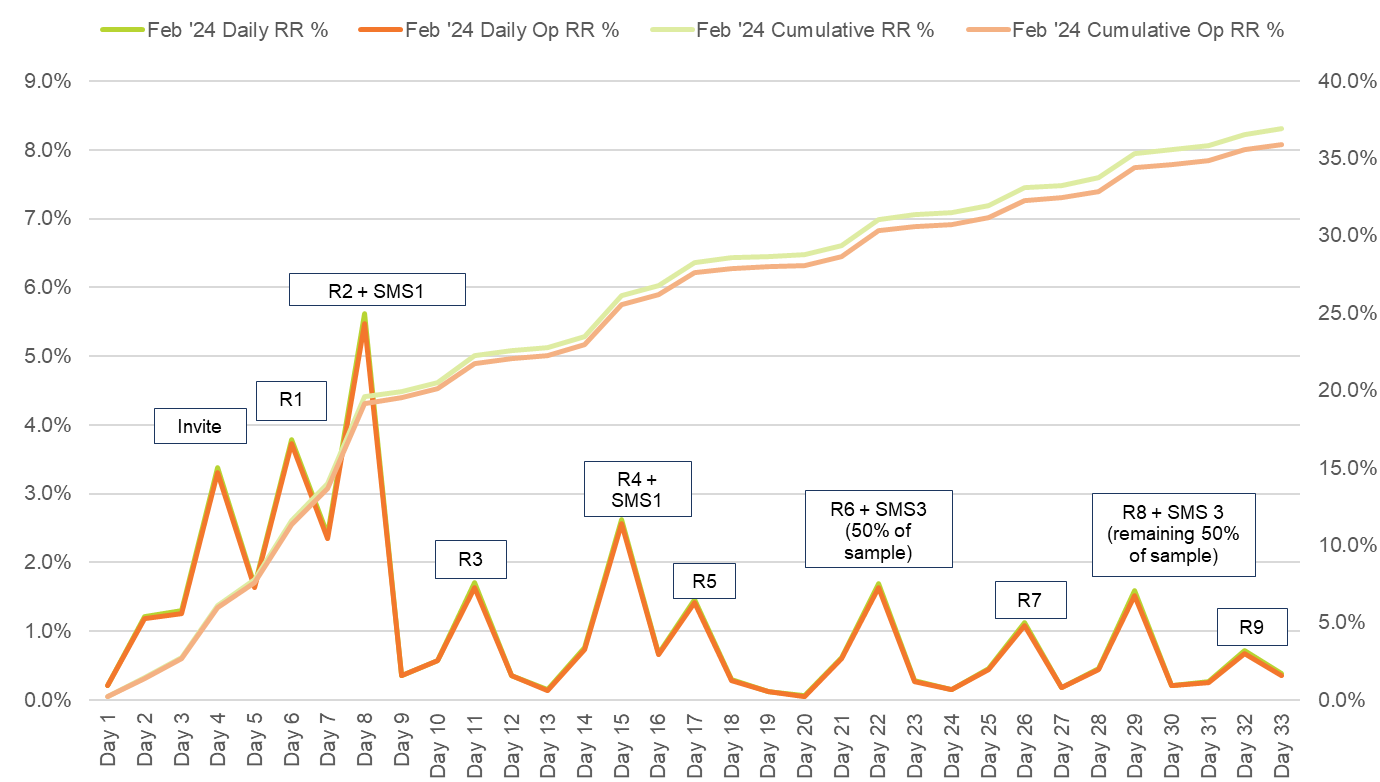 Feb '24 Daily RR % Feb '24 Daily Op RR % Feb '24 Cumulative RR % Feb '24 Cumulative Op RR %
9.0%
8.0%
7.0%
6.0%
5.0%
4.0%
3.0%
2.0%
1.0%
0.0%
40.0%
35.0%
30.0%
25.0%
20.0%
15.0%
10.0%
5.0%
0.0%
Invite
R1
R2 + SMS1
R3
R4 +
SMS1
R5
R6 + SMS3
(50% of
sample)
R7
R8 + SMS 3
(remaining 50%
of sample)
R9
Day 1
Day 2
Day 3
Day 4
Day 5
Day 6
Day 7
Day 8
Day 9
Day 10
Day 11
Day 12
Day 13
Day 14
Day 15
Day 16
Day 17
Day 18
Day 19
Day 20
Day 21
Day 22
Day 23
Day 24
Day 25
Day 26
Day 27
Day 28
Day 29
Day 30
Day 31
Day 32
Day 33